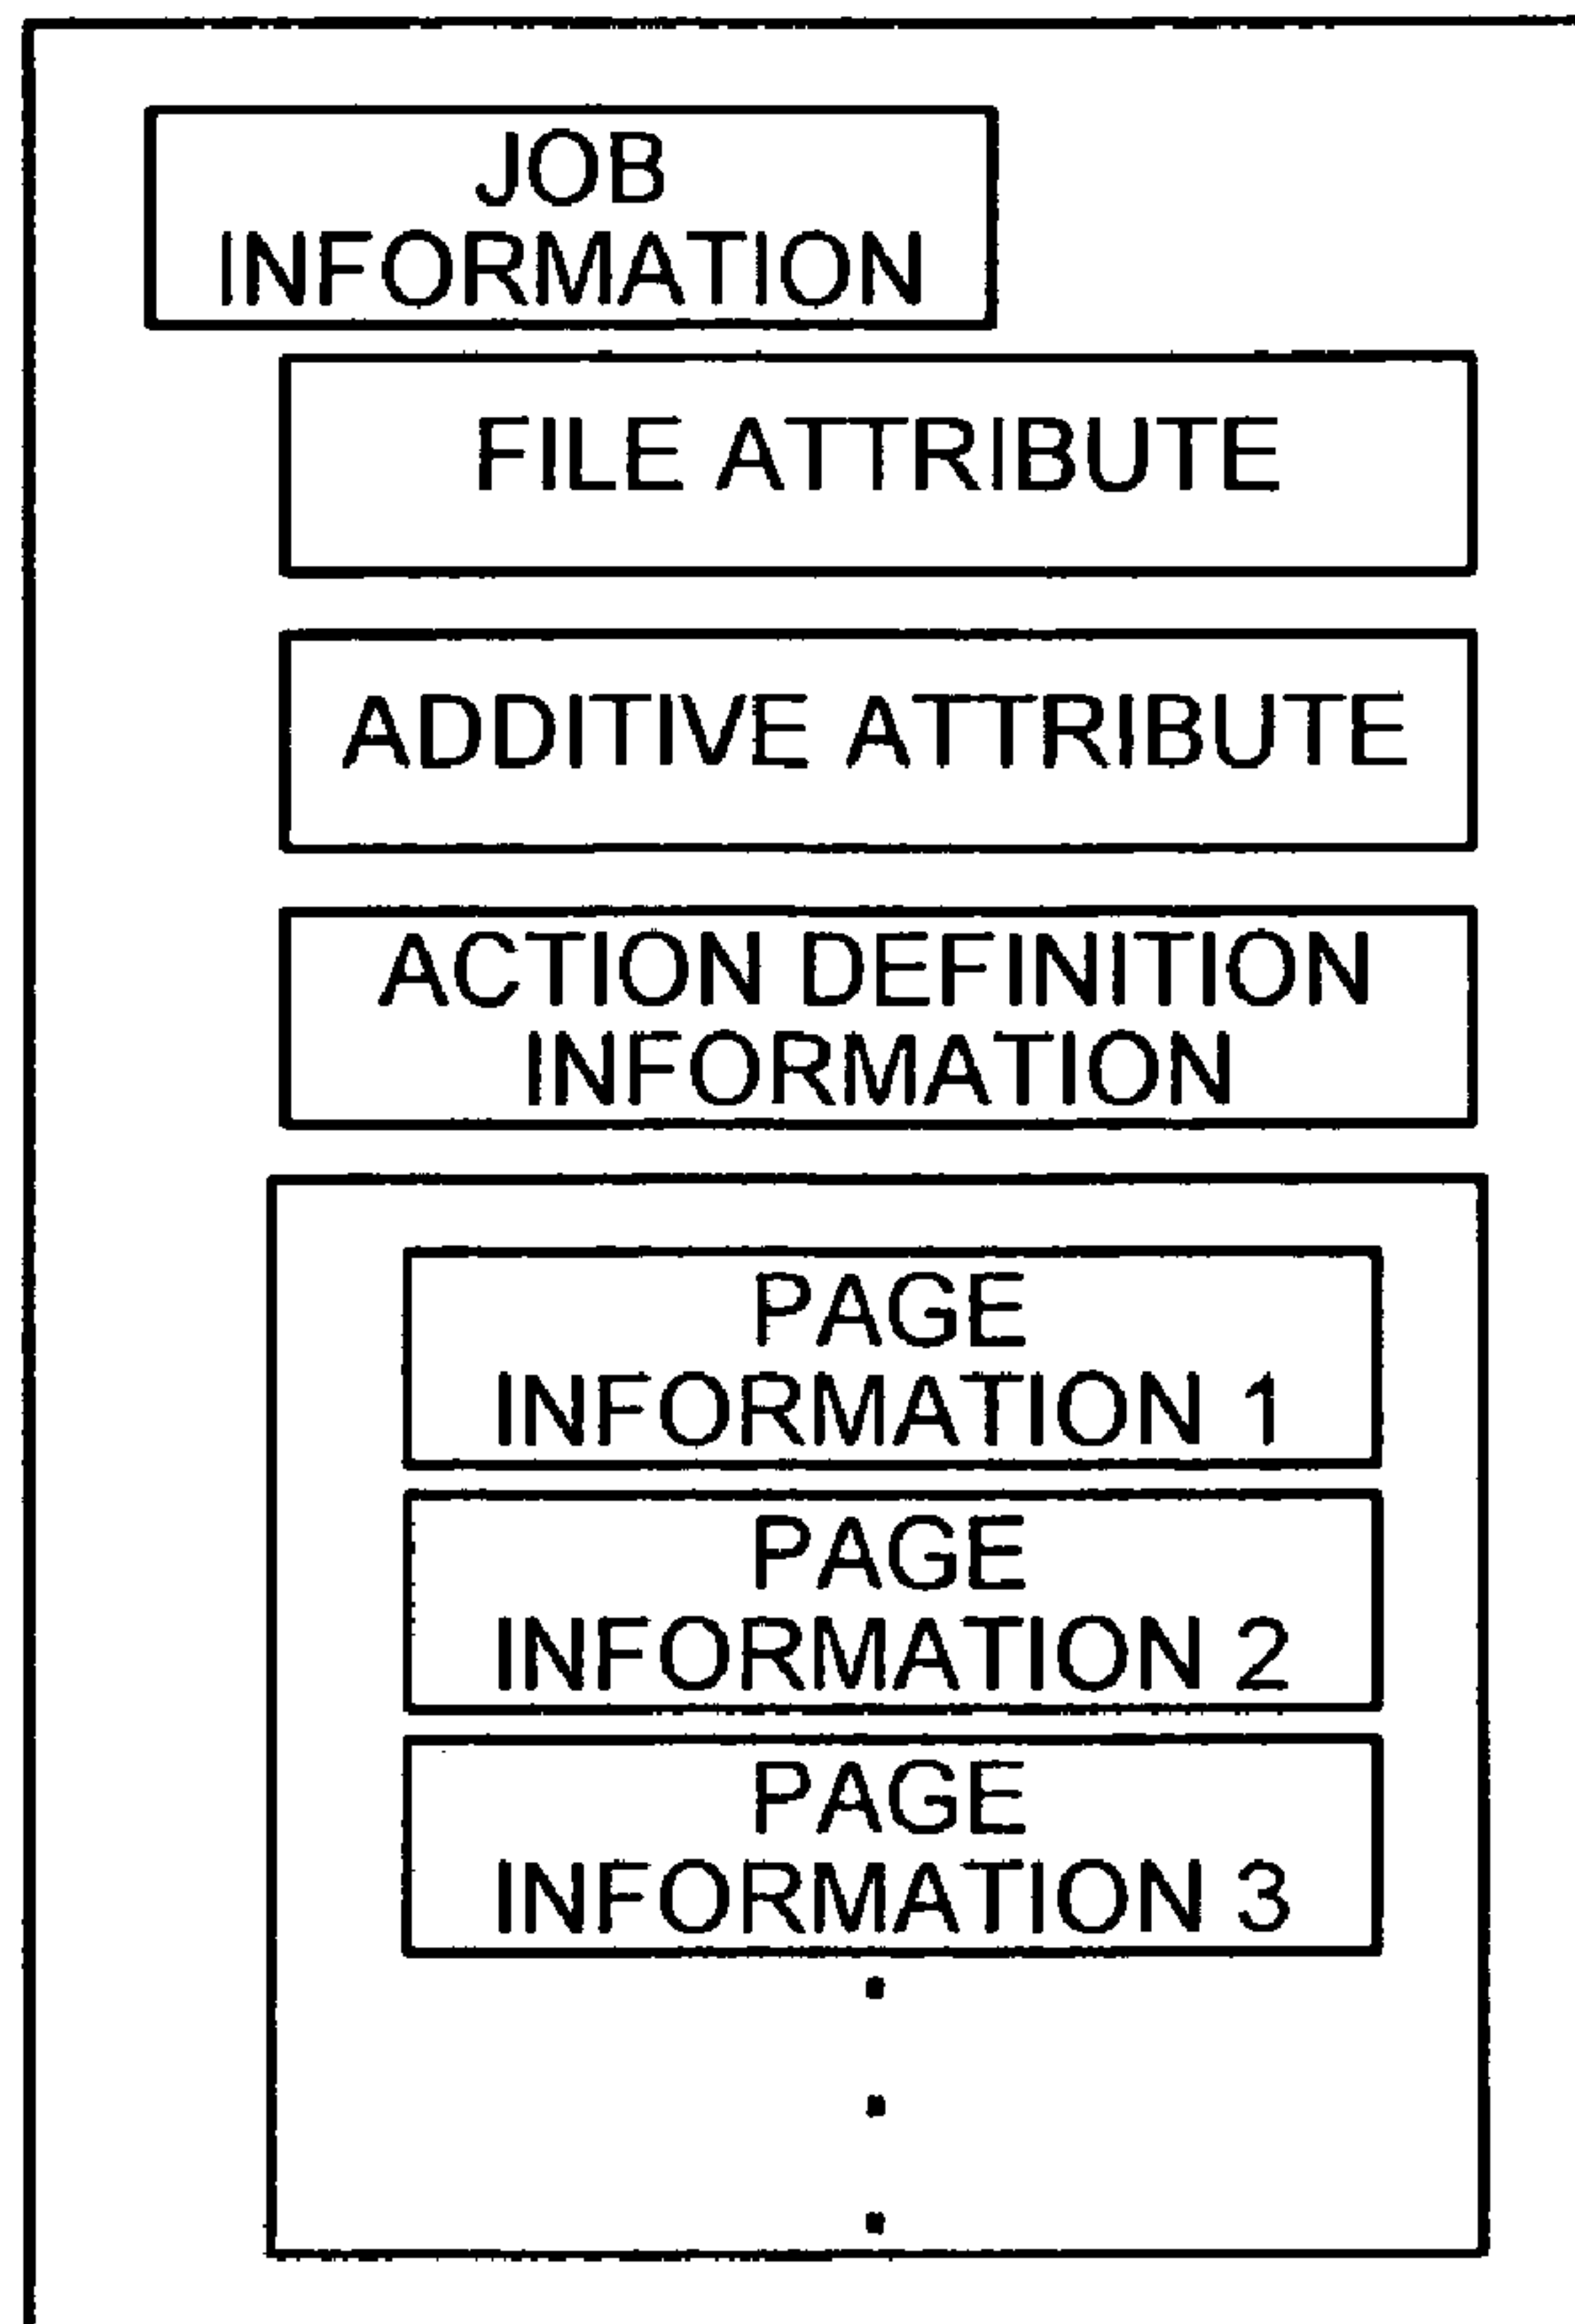 JOB
INFORMATION
FILE ATTRIBUTE
ADDITIVE ATTRIBUTE
ACTION DEFINITION
INFORMATION
PAGE
INFORMATION 1
PAGE
INFORMATION 2
PAGE
INFORMATION 3